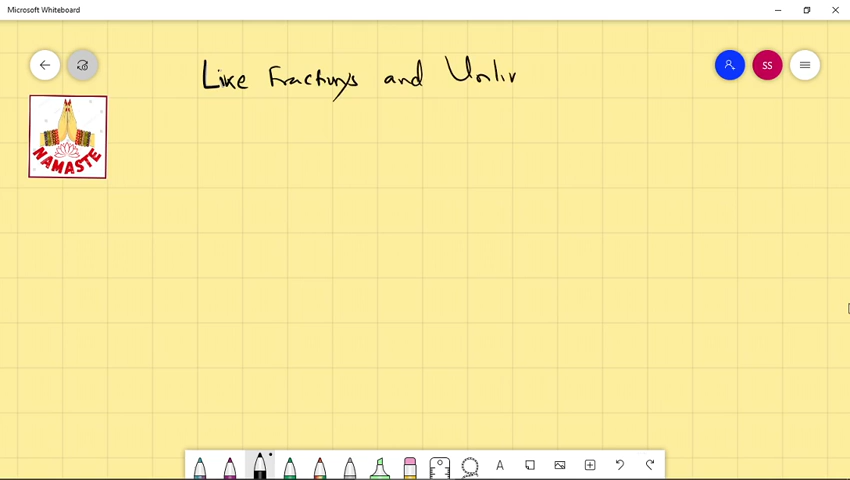 Microsoft Whiteboard
SS
Like Fractions and Unlik
NAMASTE
A